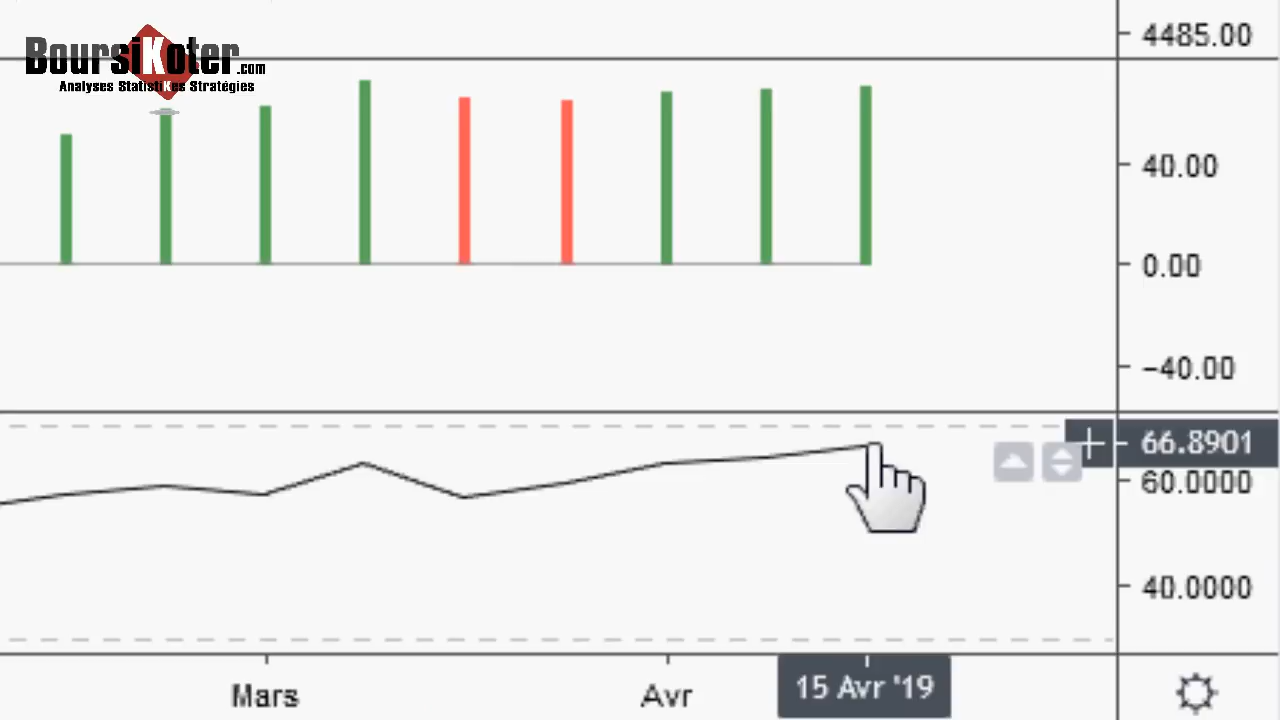 BoursiKoter.com
Analyses StatistiKes Stratégies
4485.00
40.00
0.00
−40.00
66.8901
60.0000
40.0000
Mars
Avr
15 Avr '19